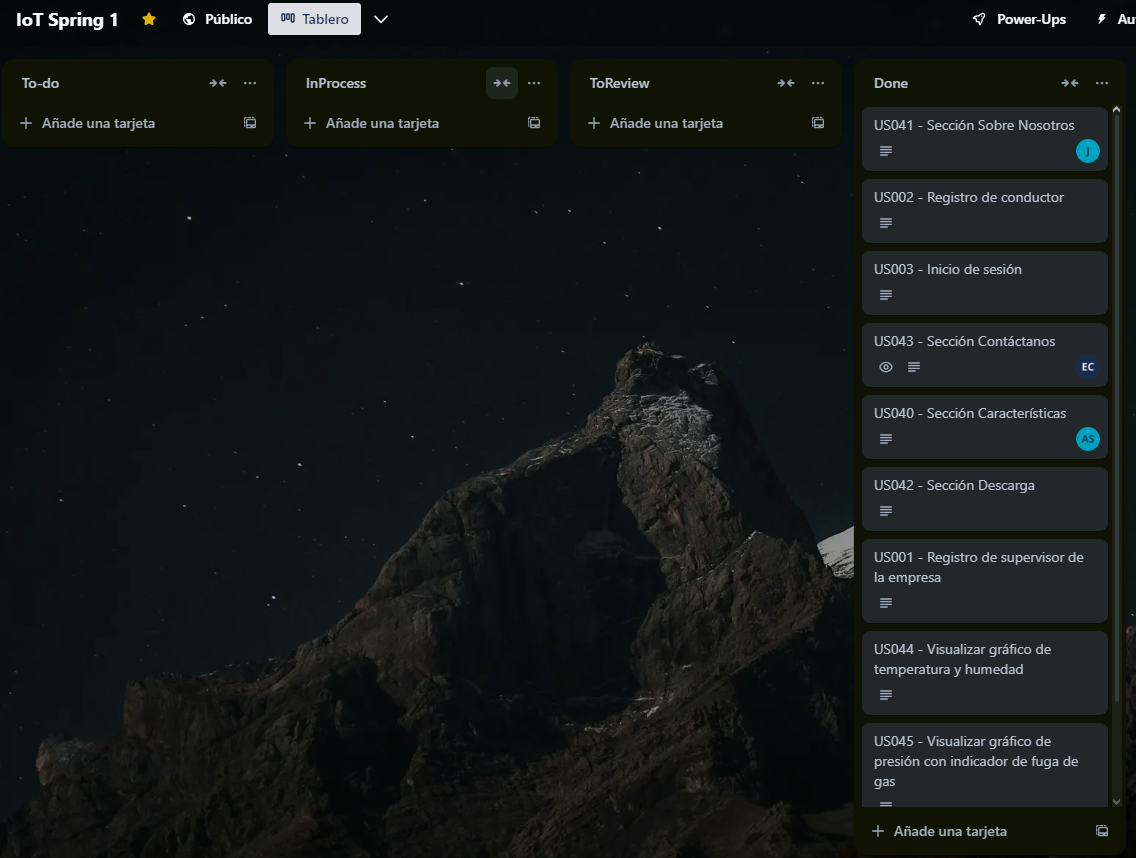 IoT Spring 1
Público
Tablero
Power-Ups
Au
To-do
Añade una tarjeta
InProcess
Añade una tarjeta
ToReview
Añade una tarjeta
Done
US041 - Sección Sobre Nosotros
J
US002 - Registro de conductor
US003 - Inicio de sesión
US043 - Sección Contáctanos
EC
US040 - Sección Características
AS
US042 - Sección Descarga
US001 - Registro de supervisor de
la empresa
US044 - Visualizar gráfico de
temperatura y humedad
US045 - Visualizar gráfico de
presión con indicador de fuga de
gas
Añade una tarjeta